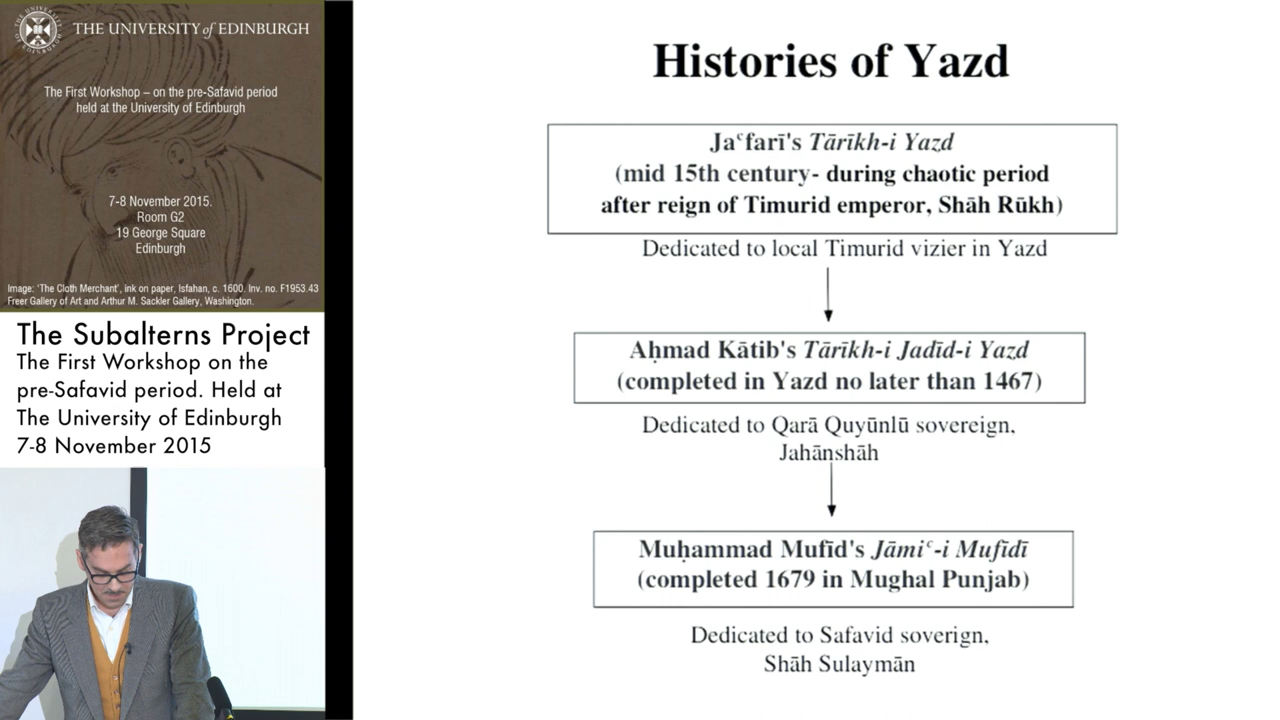 THE UNIVERSITY of EDINBURGH
The First Workshop – on the pre-Safavid period
held at the University of Edinburgh
7-8 November 2015.
Room G2
19 George Square
Edinburgh
Image: 'The Cloth Merchant', ink on paper, Isfahan, c. 1600. Inv. no. F1953.43
Freer Gallery of Art and Arthur M. Sackler Gallery, Washington.
The Subalterns Project
The First Workshop on the
pre-Safavid period. Held at
The University of Edinburgh
7-8 November 2015
Histories of Yazd
Jaʿfarī's Tārīkh-i Yazd
(mid 15th century- during chaotic period
after reign of Timurid emperor, Shāh Rūkh)
Dedicated to local Timurid vizier in Yazd
Aḥmad Kātib's Tārīkh-i Jadīd-i Yazd
(completed in Yazd no later than 1467)
Dedicated to Qarā Quyūnlū sovereign,
Jahānshāh
Muḥammad Mufīd's Jāmiʿ-i Mufīdī
(completed 1679 in Mughal Punjab)
Dedicated to Safavid soverign,
Shāh Sulaymān